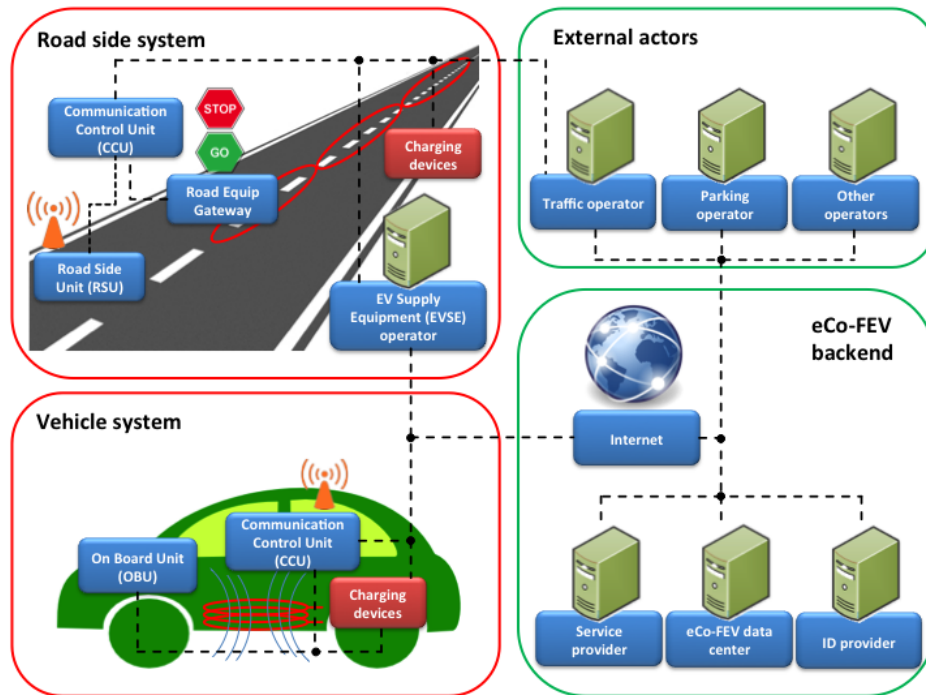 Road side system
Communication
Control Unit
(CCU)
STOP
GO
Road Equip
Gateway
Charging
devices
Road Side
Unit (RSU)
EV Supply
Equipment (EVSE)
operator
External actors
Traffic operator
Parking
operator
Other
operators
Vehicle system
On Board Unit
(OBU)
Communication
Control Unit
(CCU)
Charging
devices
eCo-FEV
backend
Internet
Service
provider
eCo-FEV data
center
ID provider